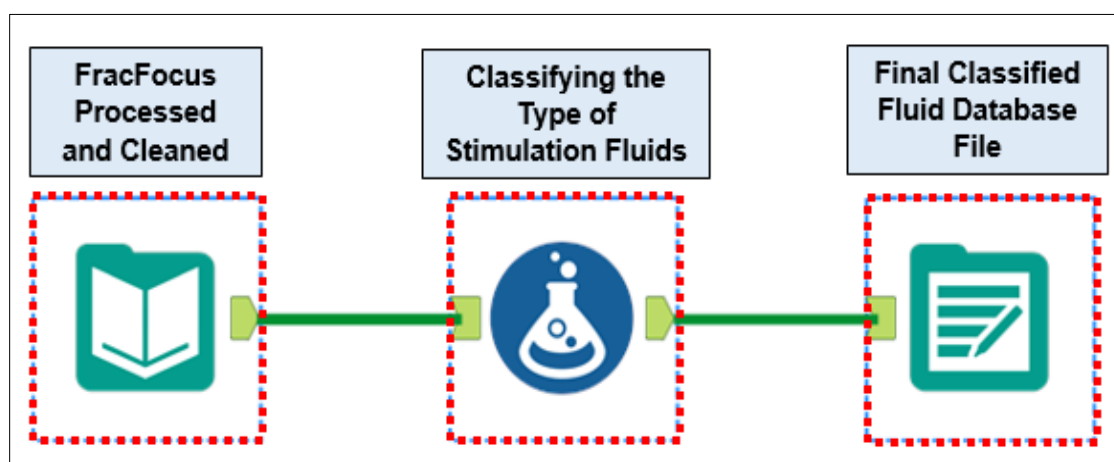 FracFocus
Processed
and Cleaned
Classifying the
Type of
Stimulation Fluids
Final Classified
Fluid Database
File